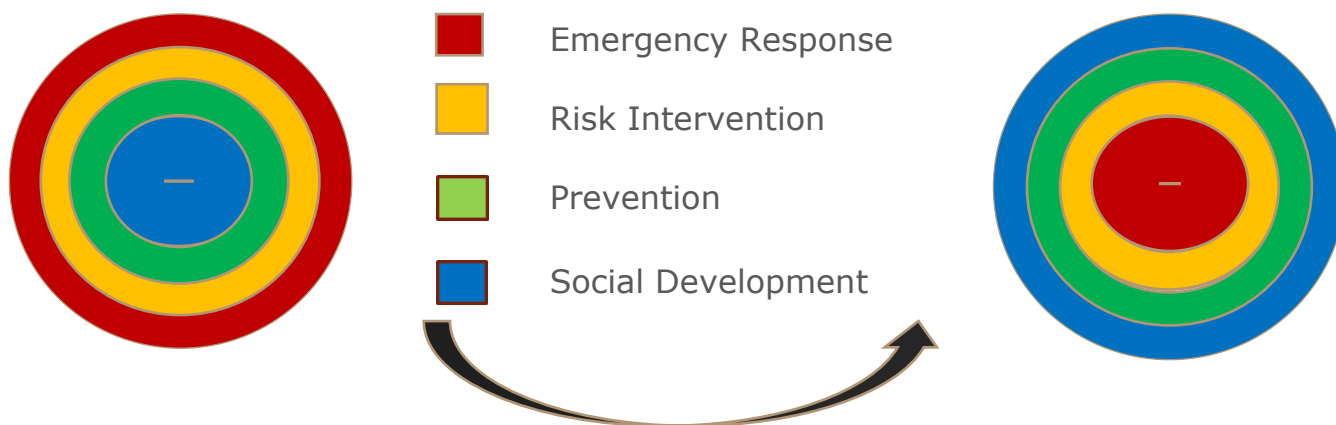 Emergency Response
Risk Intervention
Prevention
Social Development